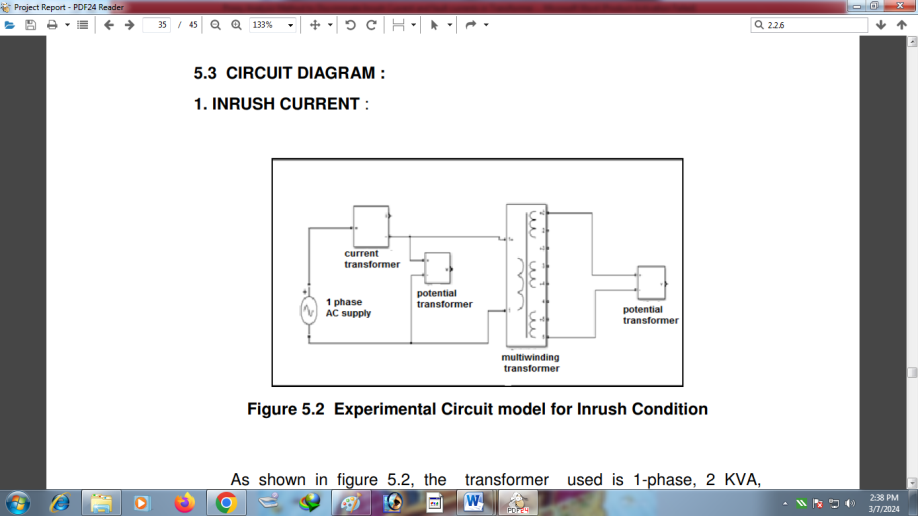 Project Report - PDF24 Reader
35 / 45
133%
2.2.6
5.3 CIRCUIT DIAGRAM :
1. INRUSH CURRENT :
current
transformer
1 phase
AC supply
potential
transformer
multiwinding
transformer
potential
transformer
Figure 5.2 Experimental Circuit model for Inrush Condition
As shown in figure 5.2, the transformer used is 1-phase, 2 KVA,
PDF24
2:38 PM
3/7/2024